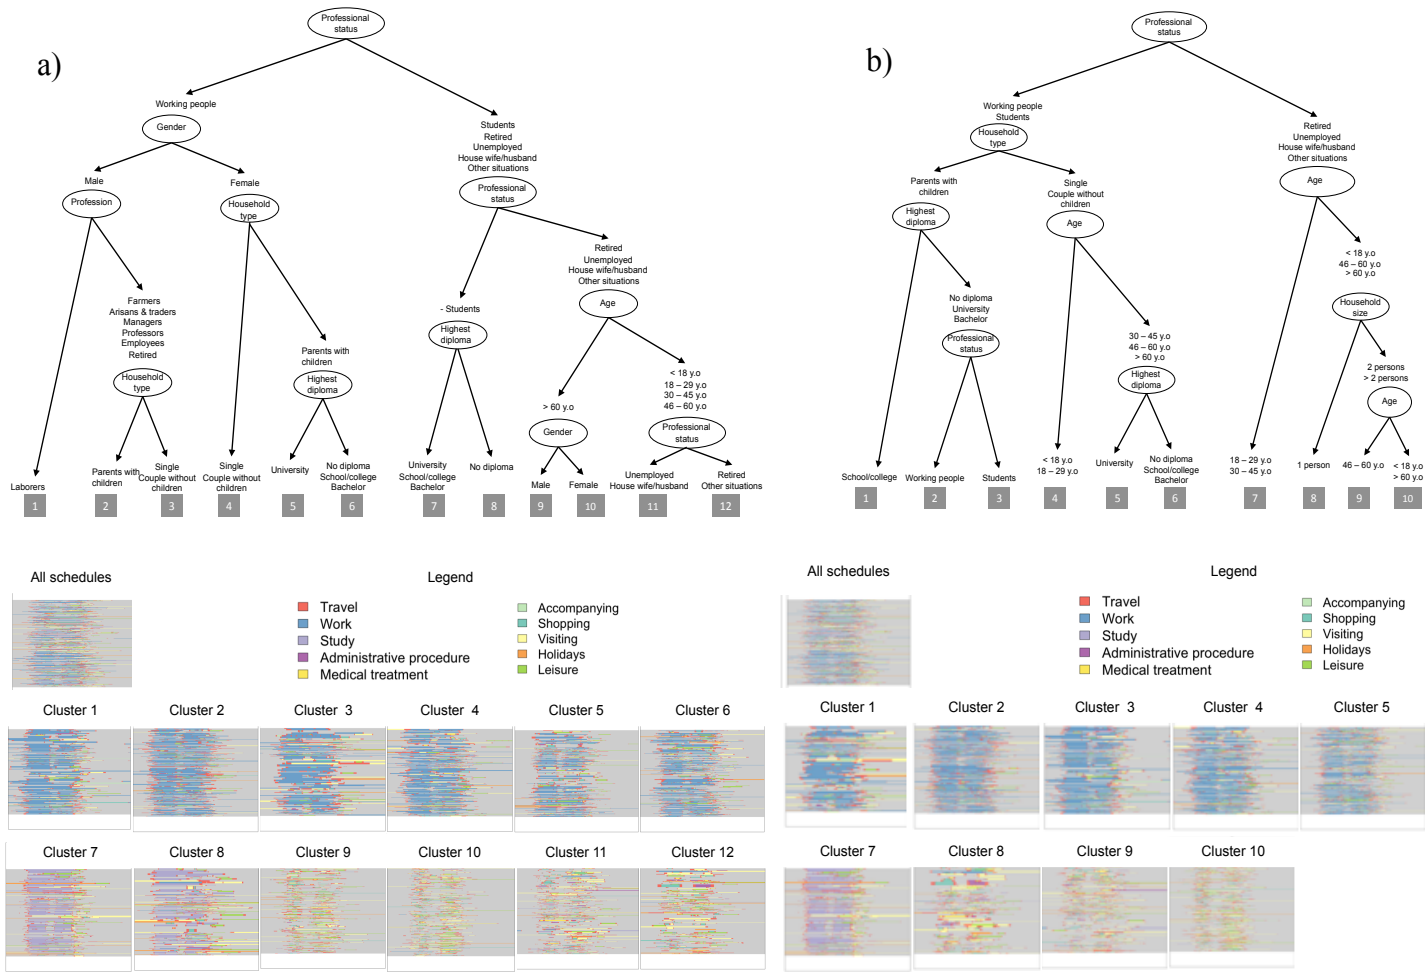 a)
Professional
status
Working people
Gender
Students
Retired
Unemployed
House wife/husband
Other situations
Professional
status
Male
Profession
Female
Household
type
Farmers
Arisans & traders
Managers
Professors
Employees
Retired
Household
type
Parents with
children
Highest
diploma
- Students
Highest
diploma
Retired
Unemployed
House wife/husband
Other situations
Age
> 60 y.o
Gender
< 18 y.o
18 – 29 y.o
30 – 45 y.o
46 – 60 y.o
Professional
status
Laborers
Parents with
children
Single
Couple without
children
Single
Couple without
children
University
No diploma
School/college
Bachelor
University
School/college
Bachelor
No diploma
Male
Female
Unemployed
House wife/husband
Retired
Other situations
1
2
3
4
5
6
7
8
9
10
11
12
b)
Professional
status
Working people
Students
Household
type
Retired
Unemployed
House wife/husband
Other situations
Age
Parents with
children
Highest
diploma
Single
Couple without
children
Age
< 18 y.o
46 – 60 y.o
> 60 y.o
Household
size
No diploma
University
Bachelor
Professional
status
30 – 45 y.o
46 – 60 y.o
> 60 y.o
Highest
diploma
2 persons
> 2 persons
Age
School/college
Working people
Students
< 18 y.o
18 – 29 y.o
University
No diploma
School/college
Bachelor
18 – 29 y.o
30 – 45 y.o
1 person
46 – 60 y.o
< 18 y.o
> 60 y.o
1
2
3
4
5
6
7
8
9
10
All schedules
Legend
Travel
Work
Study
Administrative procedure
Medical treatment
Accompanying
Shopping
Visiting
Holidays
Leisure
Cluster 1
Cluster 2
Cluster 3
Cluster 4
Cluster 5
Cluster 6
Cluster 7
Cluster 8
Cluster 9
Cluster 10
Cluster 11
Cluster 12
All schedules
Legend
Travel
Work
Study
Administrative procedure
Medical treatment
Accompanying
Shopping
Visiting
Holidays
Leisure
Cluster 1
Cluster 2
Cluster 3
Cluster 4
Cluster 5
Cluster 7
Cluster 8
Cluster 9
Cluster 10